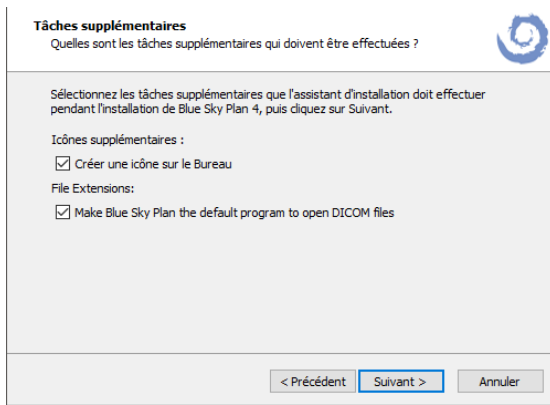 Tâches supplémentaires
Quelles sont les tâches supplémentaires qui doivent être effectuées ?
Sélectionnez les tâches supplémentaires que l'assistant d'installation doit effectuer
pendant l'installation de Blue Sky Plan 4, puis cliquez sur Suivant.
Icônes supplémentaires :
Créer une icône sur le Bureau
File Extensions:
Make Blue Sky Plan the default program to open DICOM files
< Précédent Suivant > Annuler